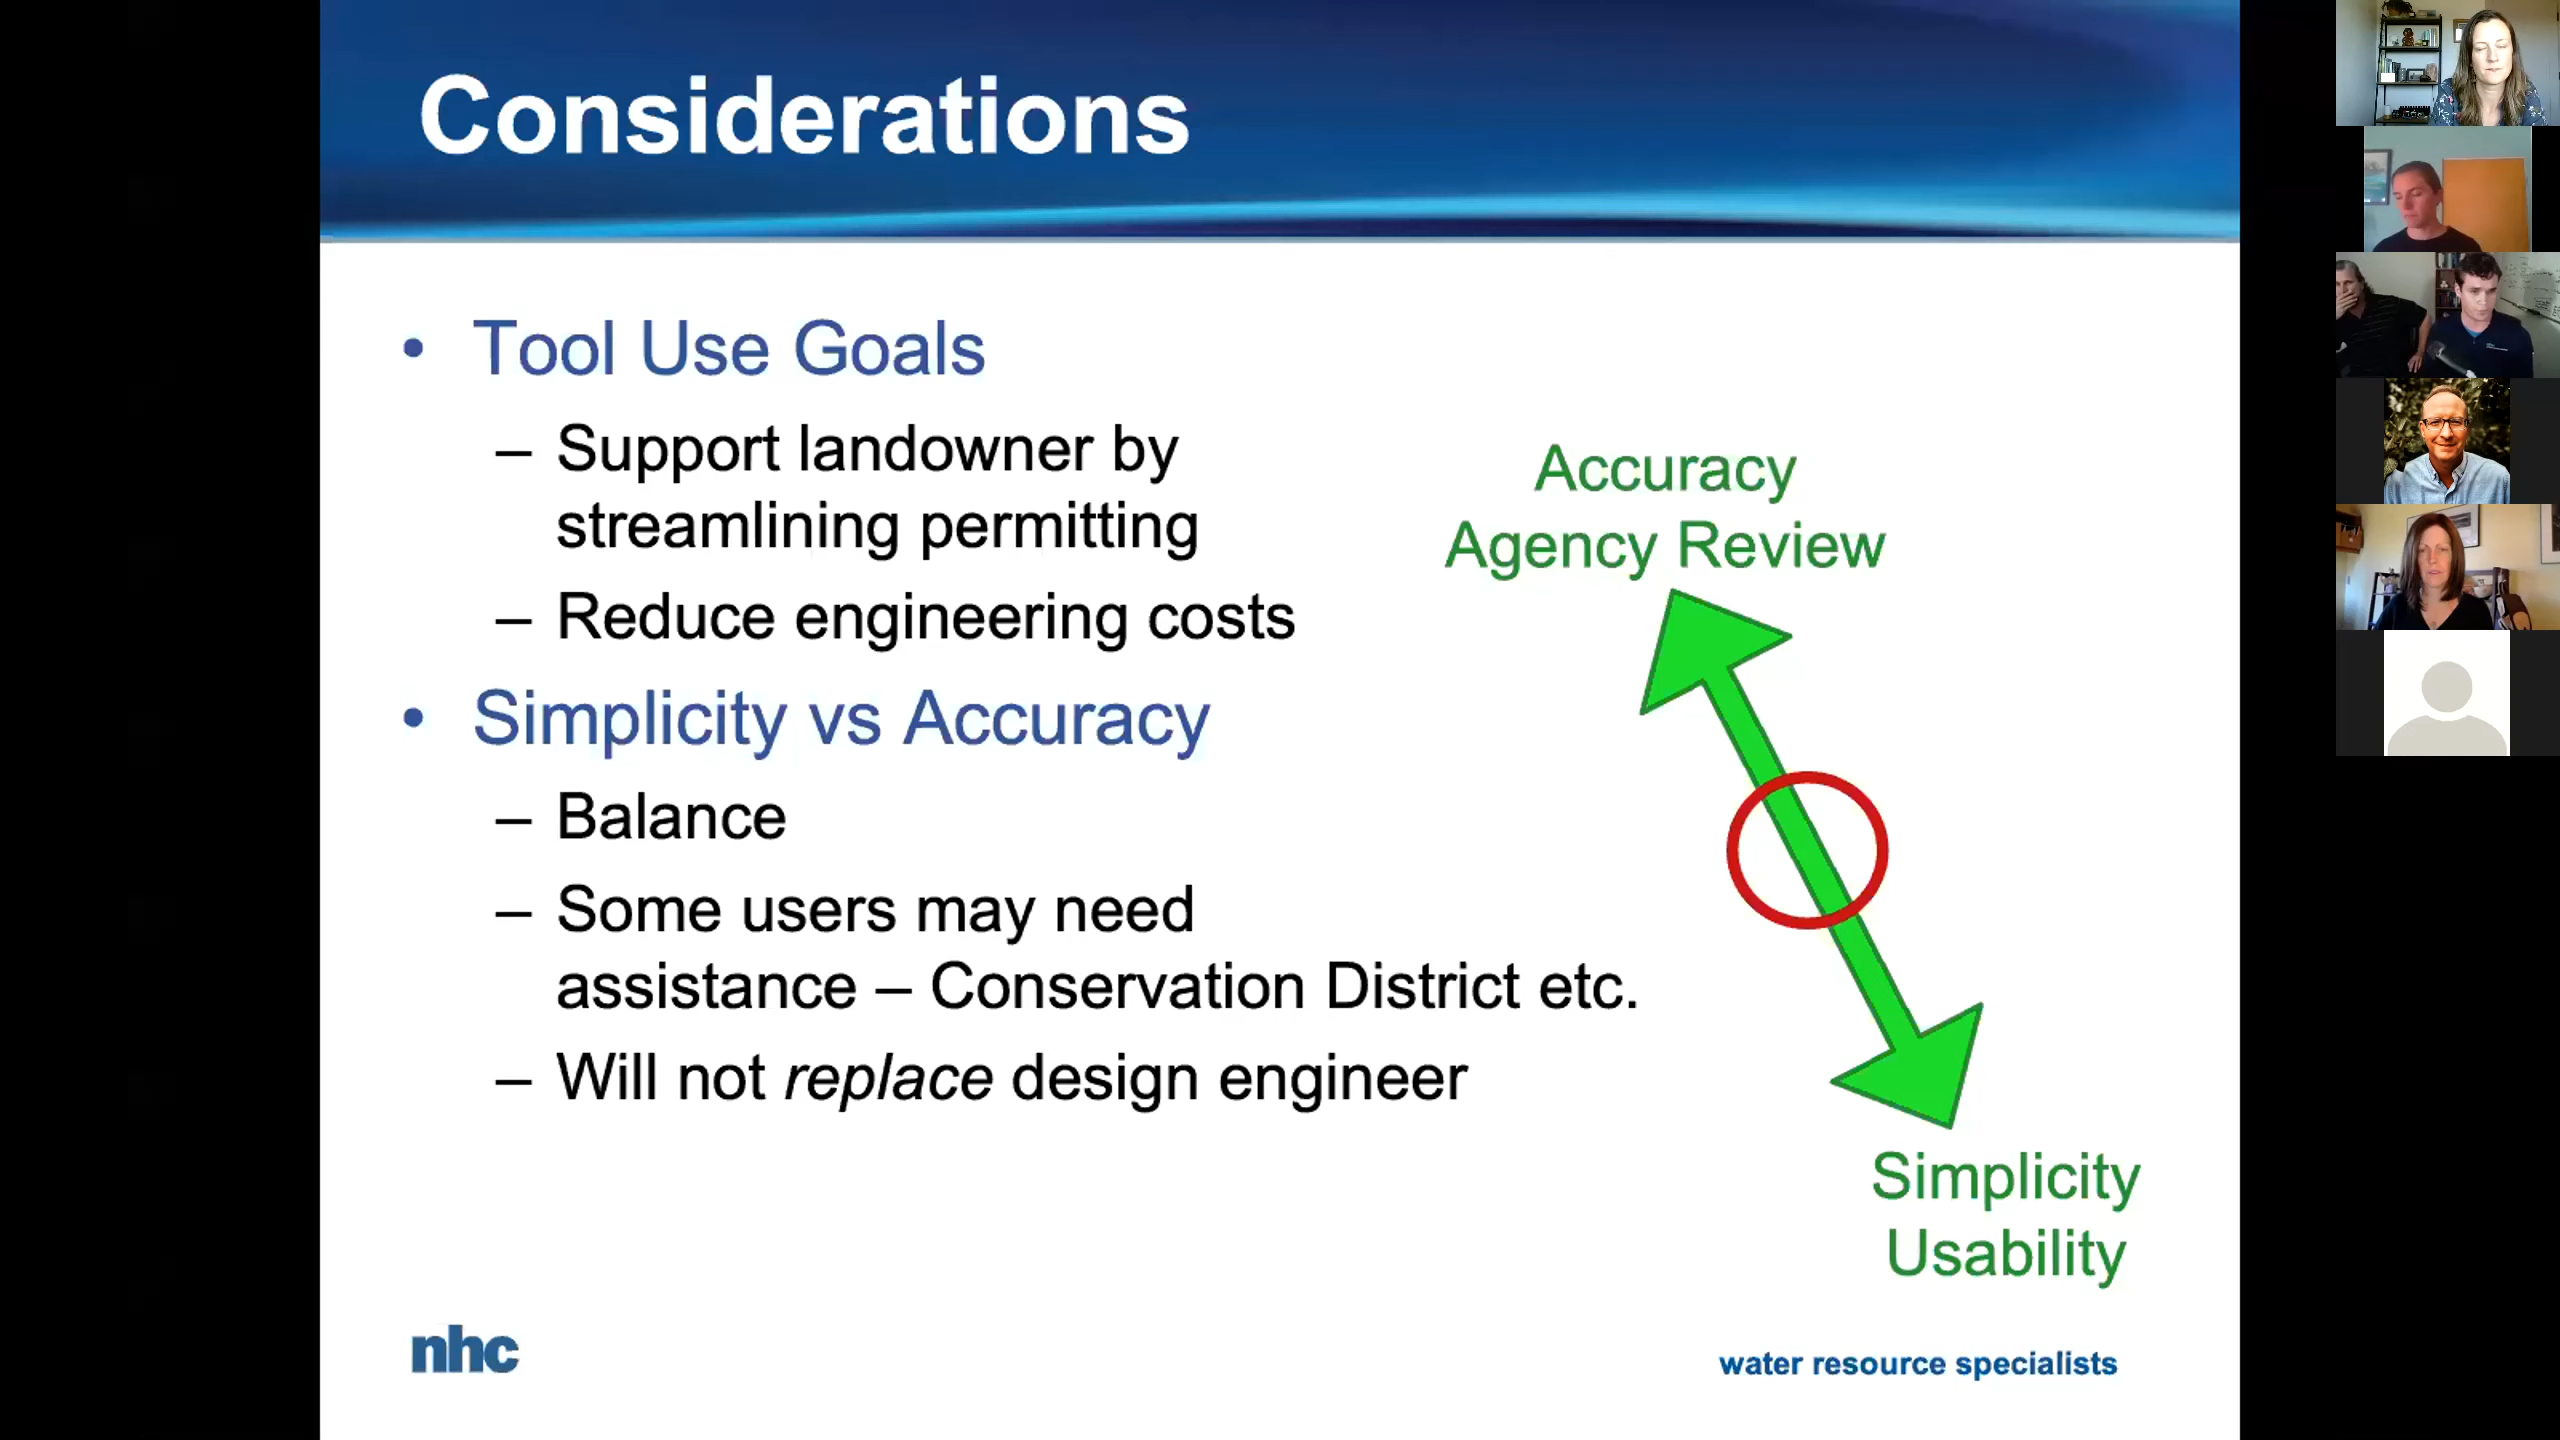 Considerations
• Tool Use Goals
– Support landowner by
streamlining permitting
– Reduce engineering costs
• Simplicity vs Accuracy
– Balance
– Some users may need
assistance – Conservation District etc.
– Will not replace design engineer
Accuracy
Agency Review
Simplicity
Usability
nhc
water resource specialists